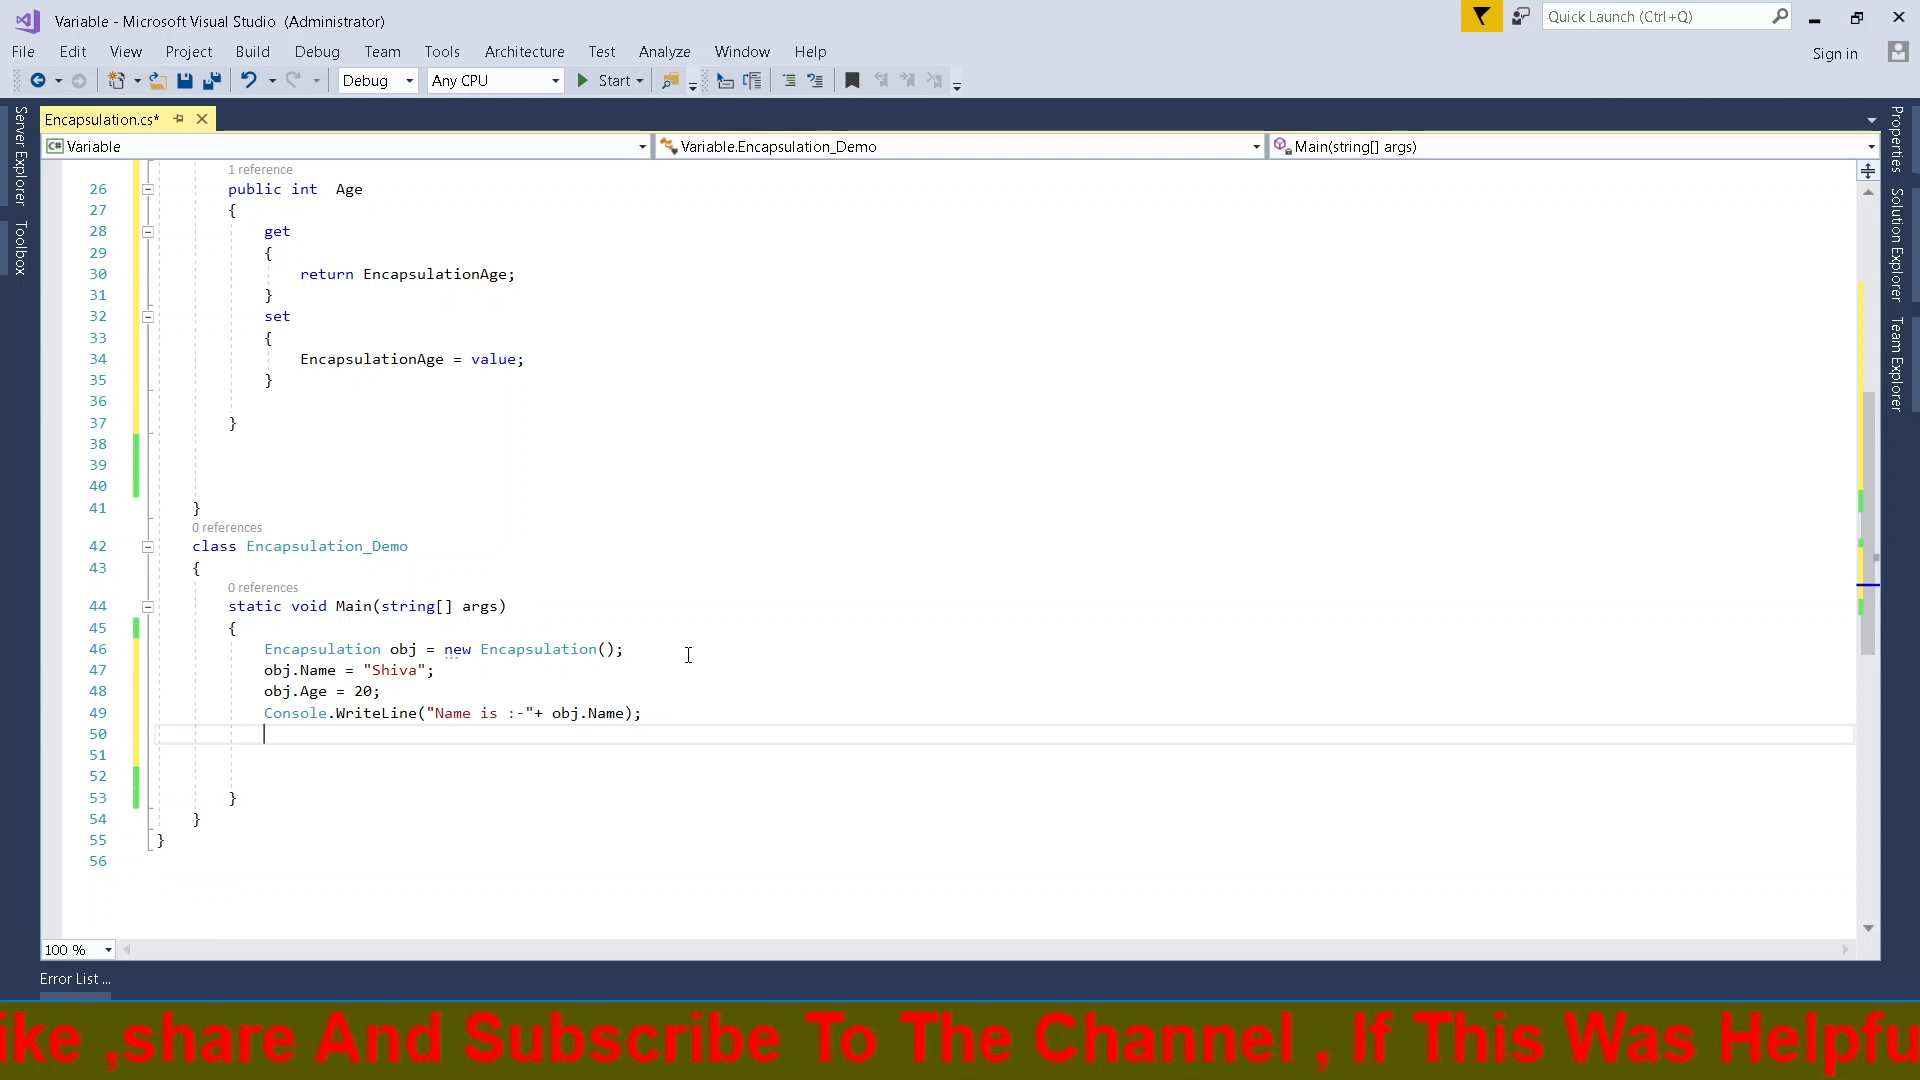 Variable - Microsoft Visual Studio (Administrator)
Quick Launch (Ctrl+Q)
File Edit View Project Build Debug Team Tools Architecture Test Analyze Window Help
Sign in
Debug Any CPU Start
Encapsulation.cs*
Variable Variable.Encapsulation_Demo Main(string[] args)
Server Explorer
Toolbox
Properties
Solution Explorer
Team Explorer
1 reference
26 public int  Age
27 {
28 get
29 {
30 return EncapsulationAge;
31 }
32 set
33 {
34 EncapsulationAge = value;
35 }
36
37 }
38
39
40
41 }
0 references
42 class Encapsulation_Demo
43 {
0 references
44 static void Main(string[] args)
45 {
46 Encapsulation obj = new Encapsulation();
47 obj.Name = "Shiva";
48 obj.Age = 20;
49 Console.WriteLine("Name is :-"+ obj.Name);
50
51
52
53 }
54 }
55 }
56
100 %
Error List ...
ike ,share And Subscribe To The Channel , If This Was Helpfu